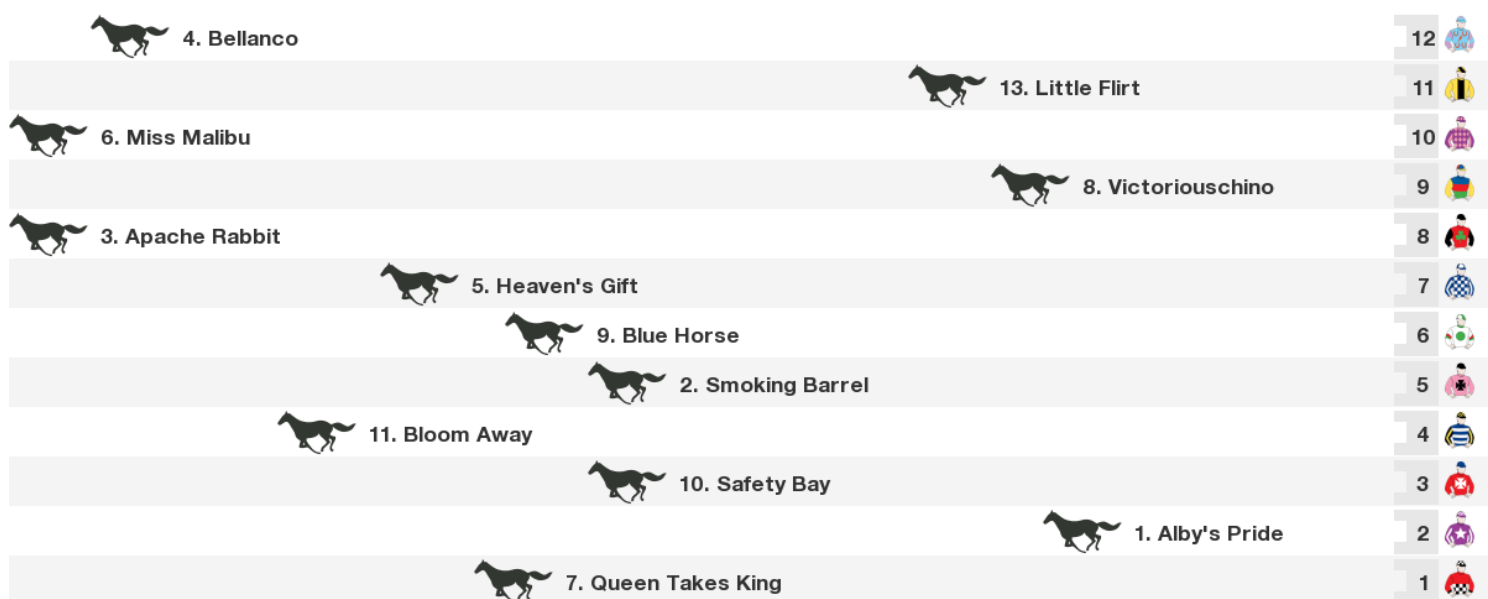 4. Bellanco 12
13. Little Flirt 11
6. Miss Malibu 10
8. Victoriouschino 9
3. Apache Rabbit 8
5. Heaven's Gift 7
9. Blue Horse 6
2. Smoking Barrel 5
11. Bloom Away 4
10. Safety Bay 3
1. Alby's Pride 2
7. Queen Takes King 1